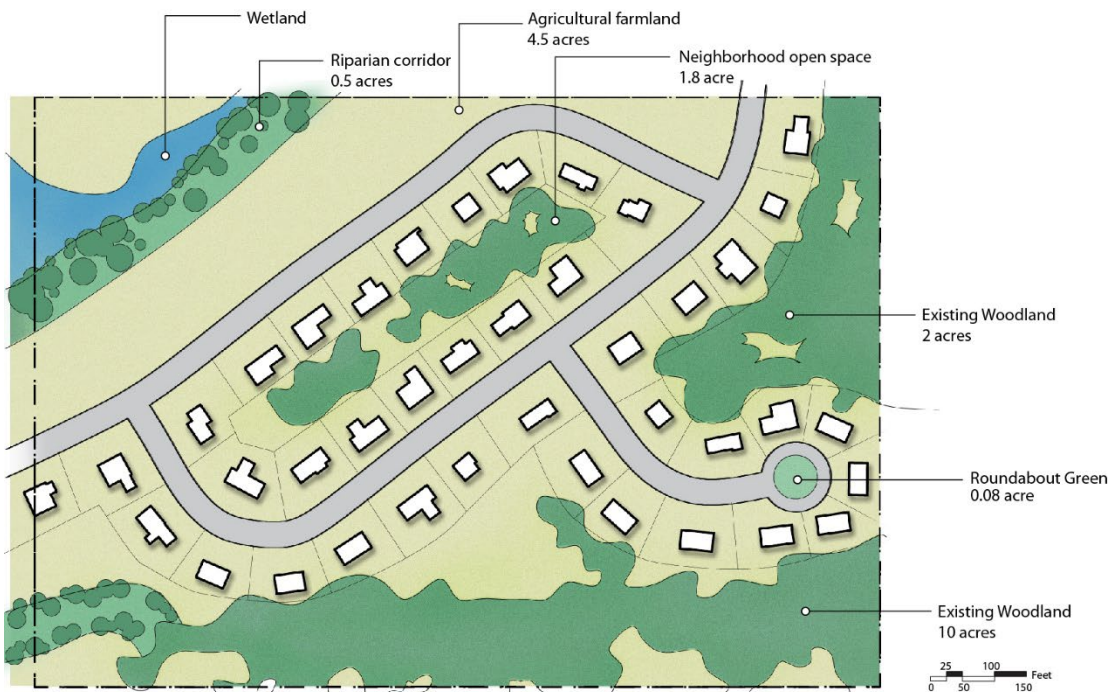 Wetland
Riparian corridor
0.5 acres
Agricultural farmland
4.5 acres
Neighborhood open space
1.8 acre
Existing Woodland
2 acres
Roundabout Green
0.08 acre
Existing Woodland
10 acres
25 100
Feet
0 50 150